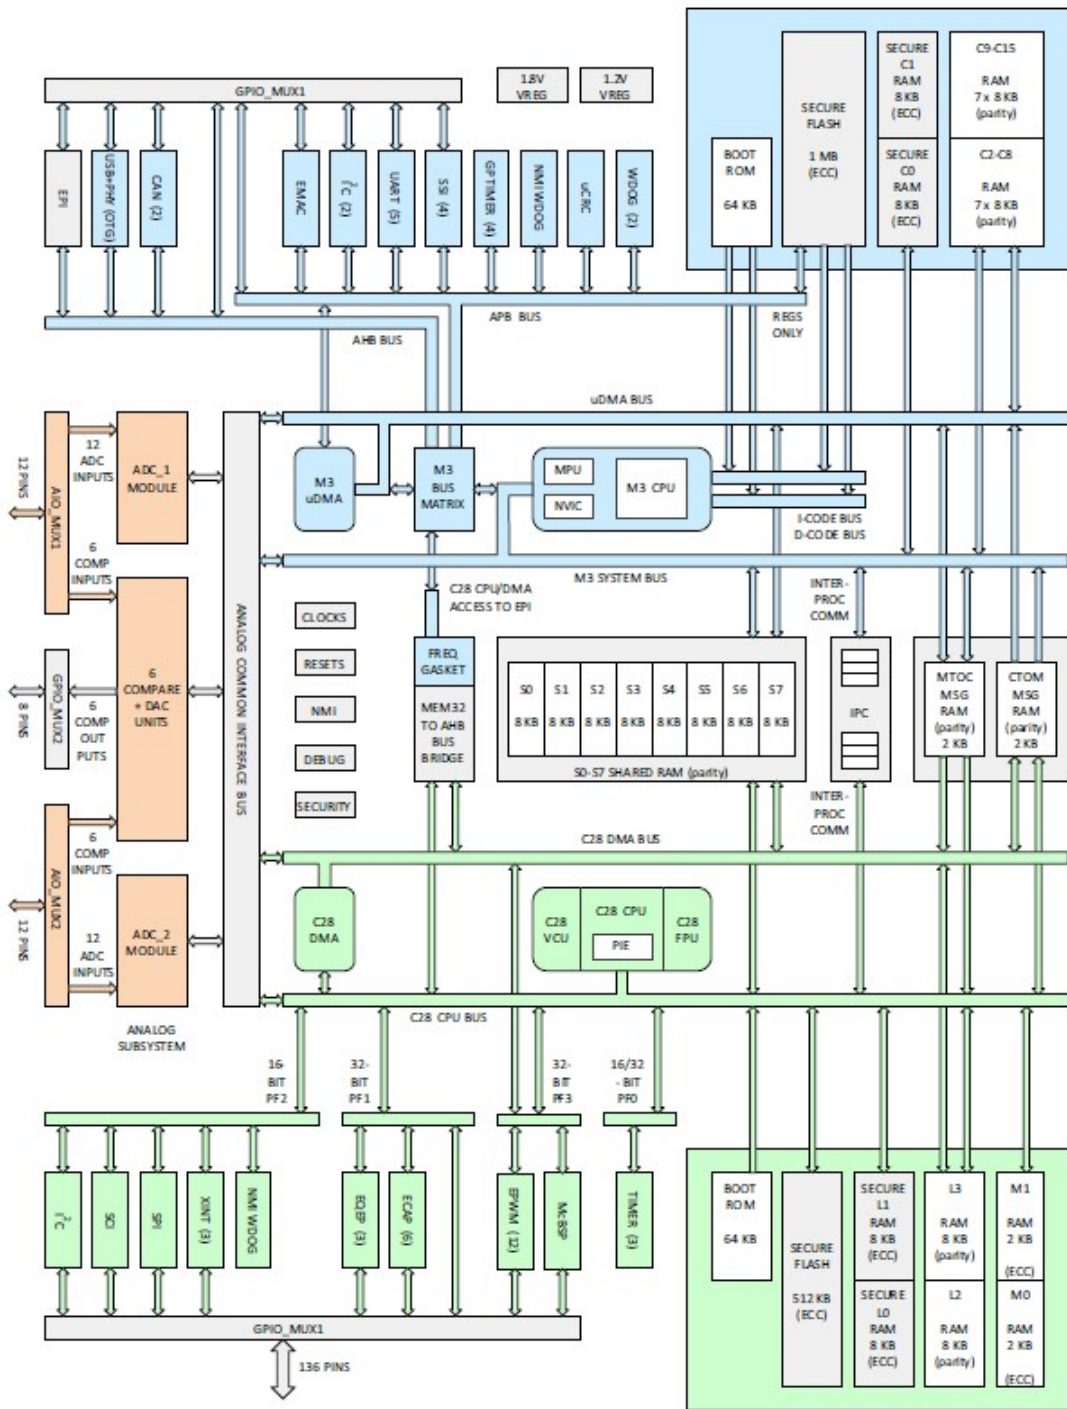 GPIO_MUX1
1.8V
VREG
1.2V
VREG
EPI
USB+PHY (OTG)
CAN (2)
EMAC
I²C (2)
UART (5)
SSI (4)
GPTIMER (4)
NMI WDOG
uCRC
WDOG (2)
BOOT
ROM
64 KB
SECURE
FLASH
1 MB
(ECC)
SECURE
C1
RAM
8 KB
(ECC)
SECURE
C0
RAM
8 KB
(ECC)
C9-C15
RAM
7 x 8 KB
(parity)
C2-C8
RAM
7 x 8 KB
(parity)
APB BUS
AHB BUS
REGS
ONLY
uDMA BUS
12 PINS
AIO_MUX1
12
ADC
INPUTS
6
COMP
INPUTS
ADC_1
MODULE
M3
uDMA
M3
BUS
MATRIX
MPU
NVIC
M3 CPU
I-CODE BUS
D-CODE BUS
M3 SYSTEM BUS
C28 CPU/DMA
ACCESS TO EPI
INTER-
PROC
COMM
ANALOG COMMON INTERFACE BUS
CLOCKS
RESETS
NMI
DEBUG
SECURITY
8 PINS
GPIO_MUX2
6
COMP
OUT
PUTS
6
COMPARE
+ DAC
UNITS
FREQ
GASKET
MEM32
TO AHB
BUS
BRIDGE
S0
8 KB
S1
8 KB
S2
8 KB
S3
8 KB
S4
8 KB
S5
8 KB
S6
8 KB
S7
8 KB
S0-S7 SHARED RAM (parity)
IPC
MTOC
MSG
RAM
(parity)
2 KB
CTOM
MSG
RAM
(parity)
2 KB
INTER-
PROC
COMM
C28 DMA BUS
12 PINS
AIO_MUX2
6
COMP
INPUTS
12
ADC
INPUTS
ADC_2
MODULE
C28
DMA
C28
VCU
C28 CPU
PIE
C28
FPU
C28 CPU BUS
ANALOG
SUBSYSTEM
16-
BIT
PF2
32-
BIT
PF1
32-
BIT
PF3
16/32
- BIT
PF0
I²C
SCI
SPI
XINT (3)
NMI WDOG
EQEP (3)
ECAP (6)
EPWM (12)
McBSP
TIMER (3)
BOOT
ROM
64 KB
SECURE
FLASH
512 KB
(ECC)
SECURE
L1
RAM
8 KB
(ECC)
SECURE
L0
RAM
8 KB
(ECC)
L3
RAM
8 KB
(parity)
L2
RAM
8 KB
(parity)
M1
RAM
2 KB
(ECC)
M0
RAM
2 KB
(ECC)
GPIO_MUX1
136 PINS